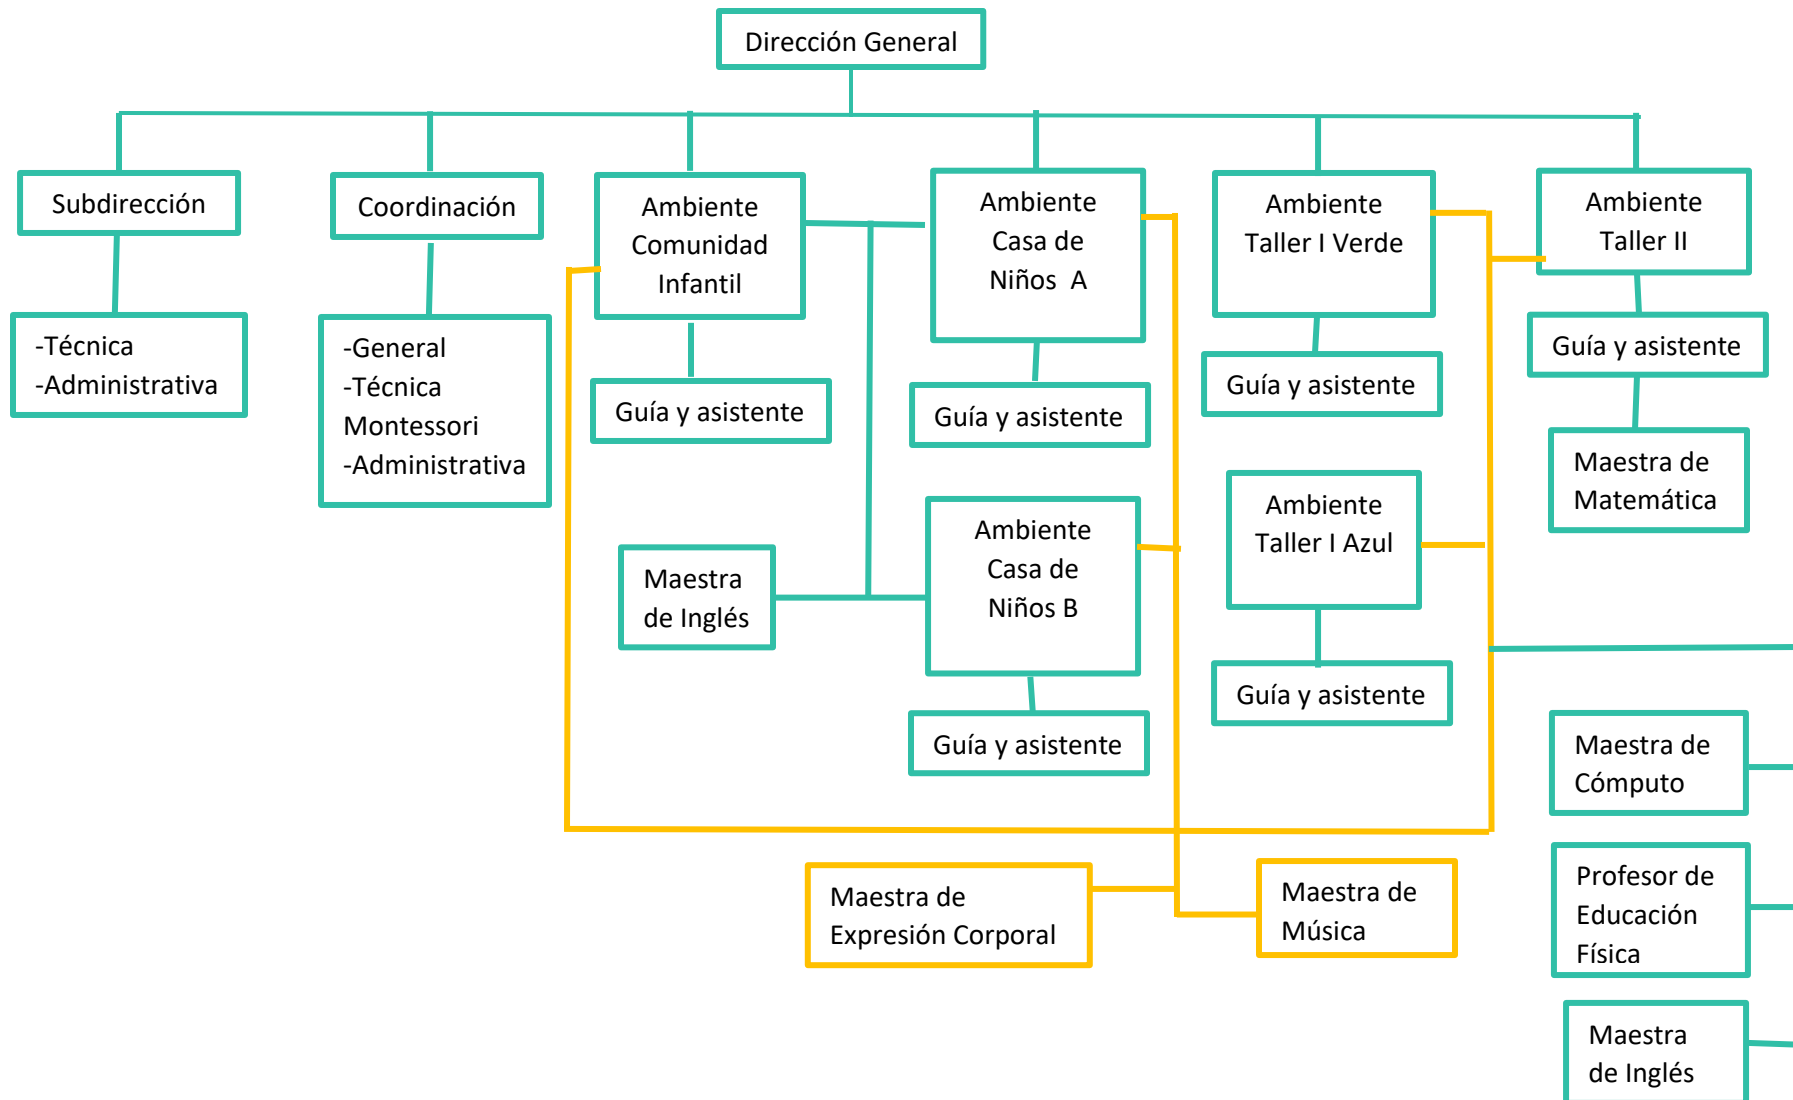 Dirección General
Subdirección
Coordinación
Ambiente
Comunidad
Infantil
Ambiente
Casa de
Niños  A
Ambiente
Taller I Verde
Ambiente
Taller II
-Técnica
-Administrativa
-General
-Técnica
Montessori
-Administrativa
Guía y asistente
Guía y asistente
Guía y asistente
Guía y asistente
Maestra de
Matemática
Maestra
de Inglés
Ambiente
Casa de
Niños B
Ambiente
Taller I Azul
Guía y asistente
Guía y asistente
Maestra de
Cómputo
Maestra de
Expresión Corporal
Maestra de
Música
Profesor de
Educación
Física
Maestra
de Inglés